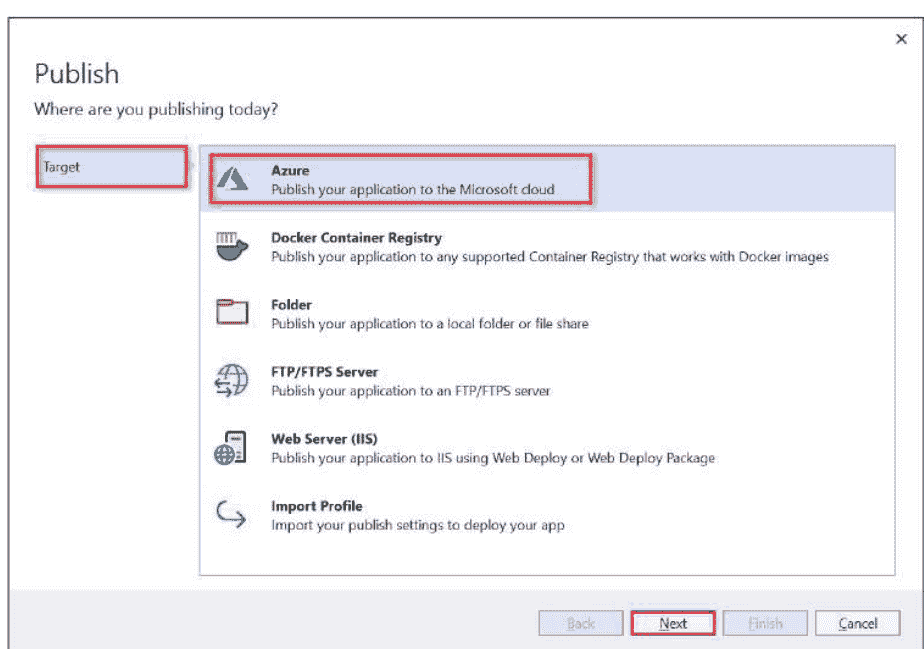 Publish
Where are you publishing today?
Target
Azure
Publish your application to the Microsoft cloud
Docker Container Registry
Publish your application to any supported Container Registry that works with Docker images
Folder
Publish your application to a local folder or file share
FTP/FTPS Server
Publish your application to an FTP/FTPS server
Web Server (IIS)
Publish your application to IIS using Web Deploy or Web Deploy Package
Import Profile
Import your publish settings to deploy your app
Back Next Finish Cancel